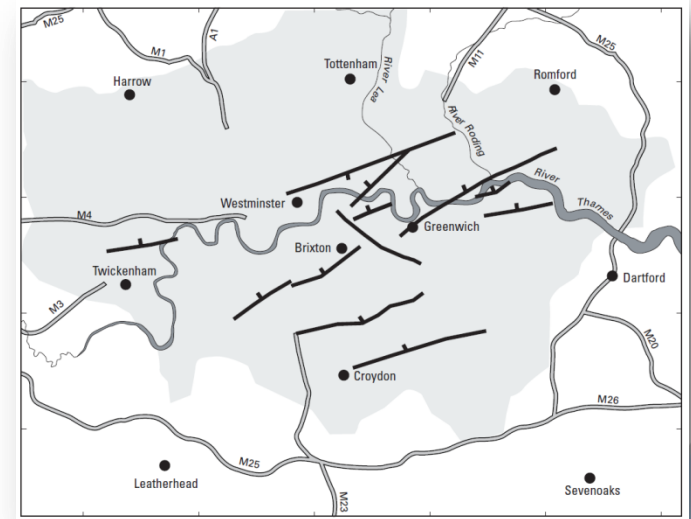 M25
M1
A1
M11
M25
Harrow
Tottenham
River Lea
Romford
River Roding
Westminster
River
Thames
M4
Greenwich
Brixton
Twickenham
Dartford
M3
M20
Croydon
M26
M25
Leatherhead
M23
Sevenoaks